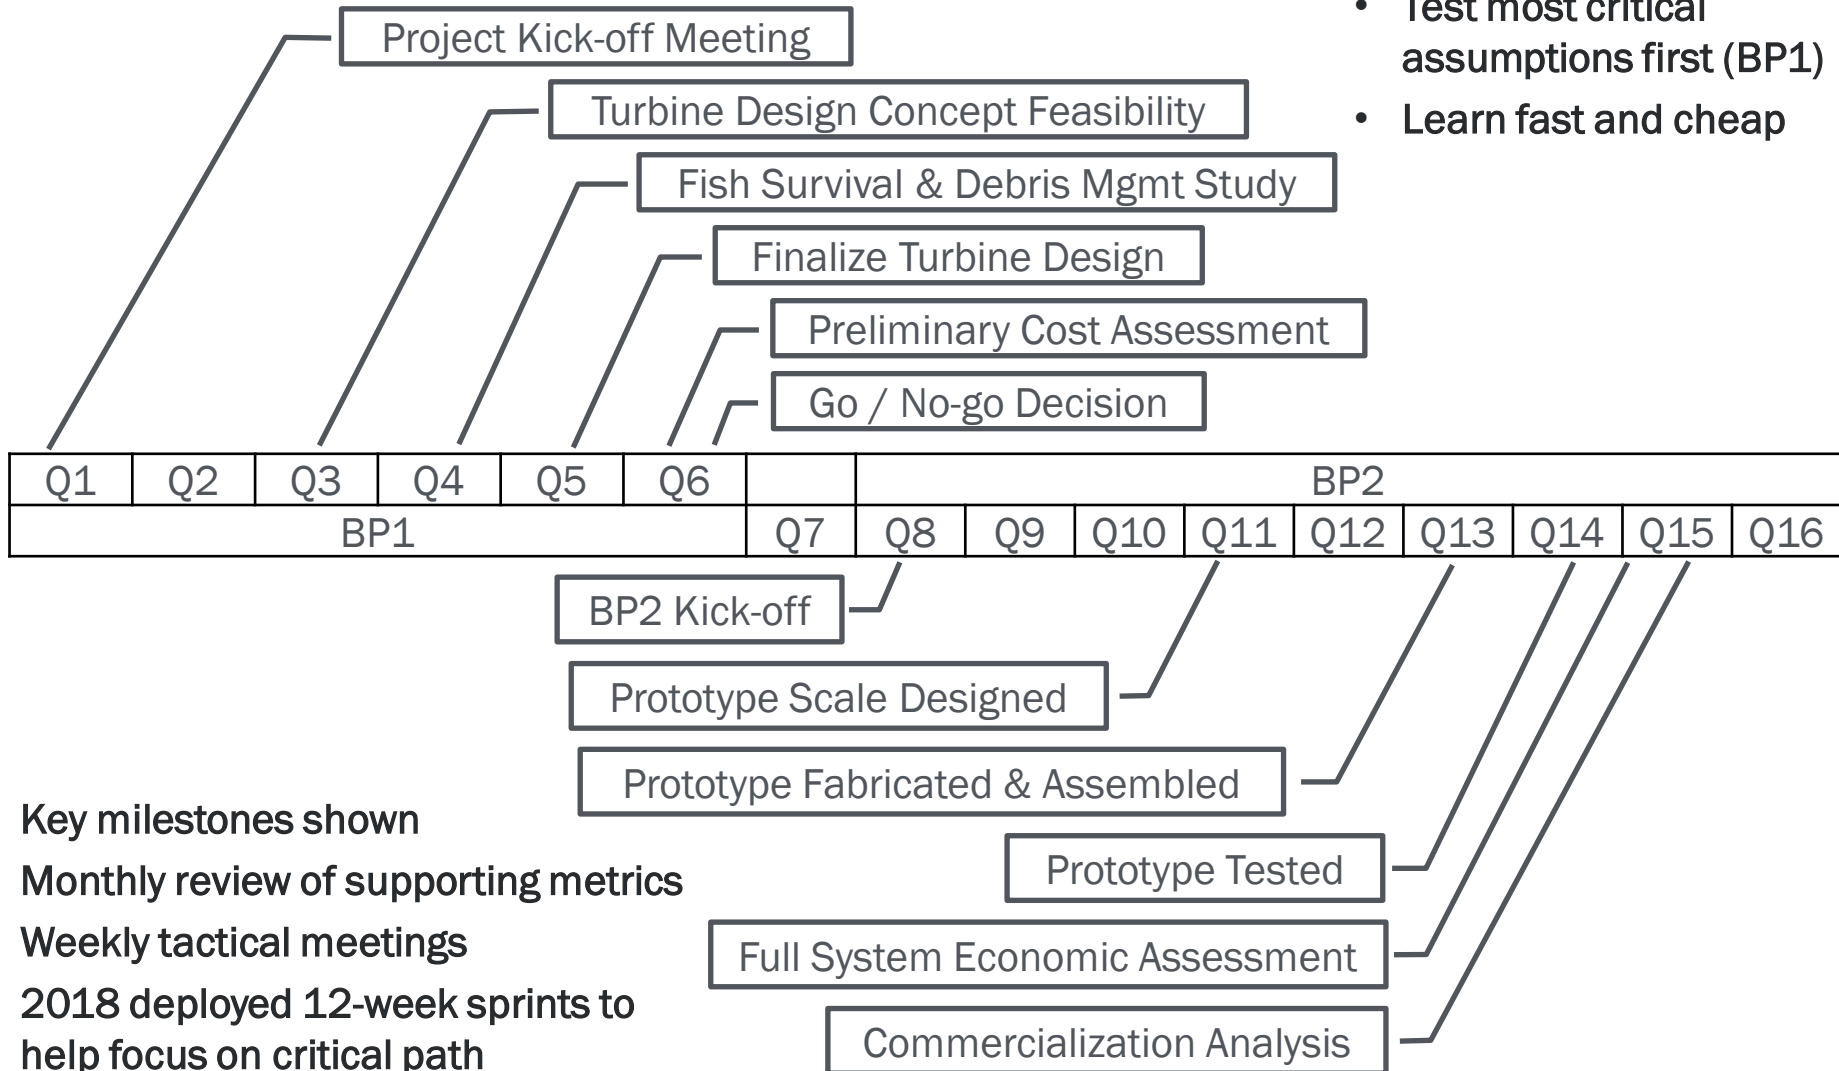 Project Kick-off Meeting
Turbine Design Concept Feasibility
Fish Survival & Debris Mgmt Study
Finalize Turbine Design
Preliminary Cost Assessment
Go / No-go Decision
• Test most critical
assumptions first (BP1)
• Learn fast and cheap
Q1 Q2 Q3 Q4 Q5 Q6 BP2
BP1 Q7 Q8 Q9 Q10 Q11 Q12 Q13 Q14 Q15 Q16
BP2 Kick-off
Prototype Scale Designed
Prototype Fabricated & Assembled
Prototype Tested
Full System Economic Assessment
Commercialization Analysis
Key milestones shown
Monthly review of supporting metrics
Weekly tactical meetings
2018 deployed 12-week sprints to
help focus on critical path